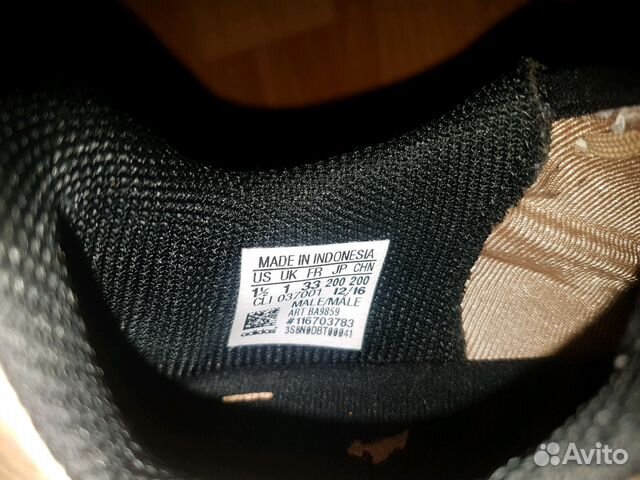 MADE IN INDONESIA
US UK FR JP CHN
1½ 1 33 200 200
CLI 037001 12/16
MALE/MALE
ART BA9859
#116703783
adidas 3S8N0DBT00041
Avito